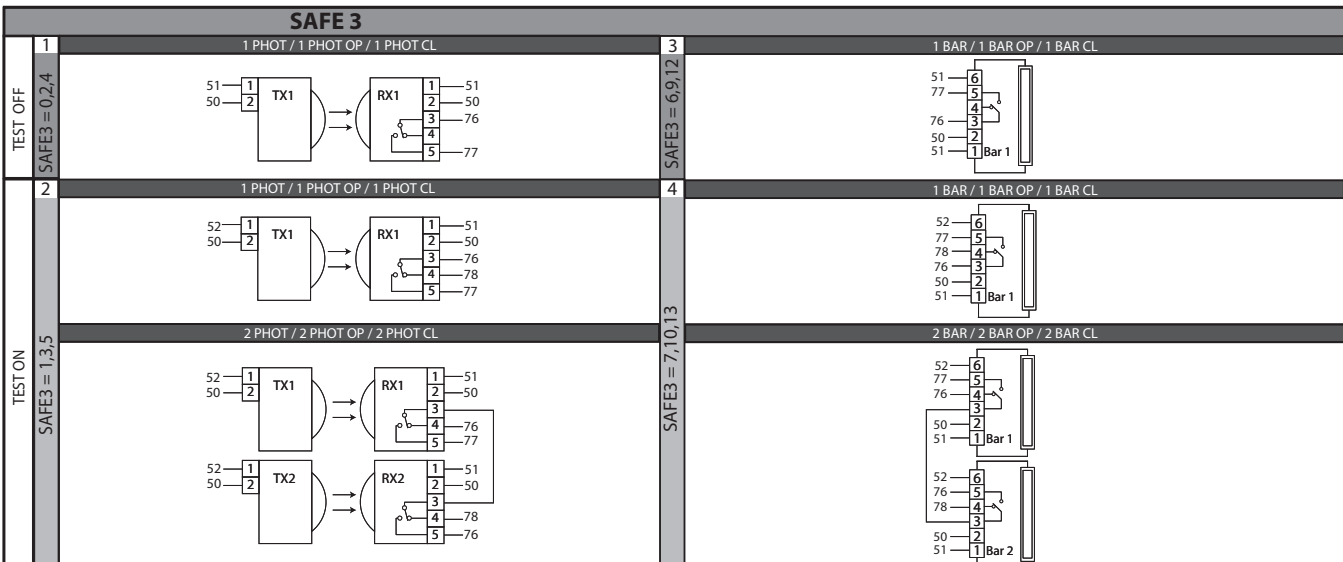 SAFE 3
TEST OFF
1
SAFE3 = 0,2,4
1 PHOT / 1 PHOT OP / 1 PHOT CL
51 1 TX1 RX1 1 51
50 2 2 50
3 76
4
5 77
3
SAFE3 = 6,9,12
1 BAR / 1 BAR OP / 1 BAR CL
51 6
77 5
4
76 3
50 2
51 1 Bar 1
TEST ON
2
SAFE3 = 1,3,5
1 PHOT / 1 PHOT OP / 1 PHOT CL
52 1 TX1 RX1 1 51
50 2 2 50
3 76
4 78
5 77
2 PHOT / 2 PHOT OP / 2 PHOT CL
52 1 TX1 RX1 1 51
50 2 2 50
3
4 76
5 77
52 1 TX2 RX2 1 51
50 2 2 50
3
4 78
5 76
4
SAFE3 = 7,10,13
1 BAR / 1 BAR OP / 1 BAR CL
52 6
77 5
78 4
76 3
50 2
51 1 Bar 1
2 BAR / 2 BAR OP / 2 BAR CL
52 6
77 5
76 4
3
50 2
51 1 Bar 1
52 6
76 5
78 4
3
50 2
51 1 Bar 2